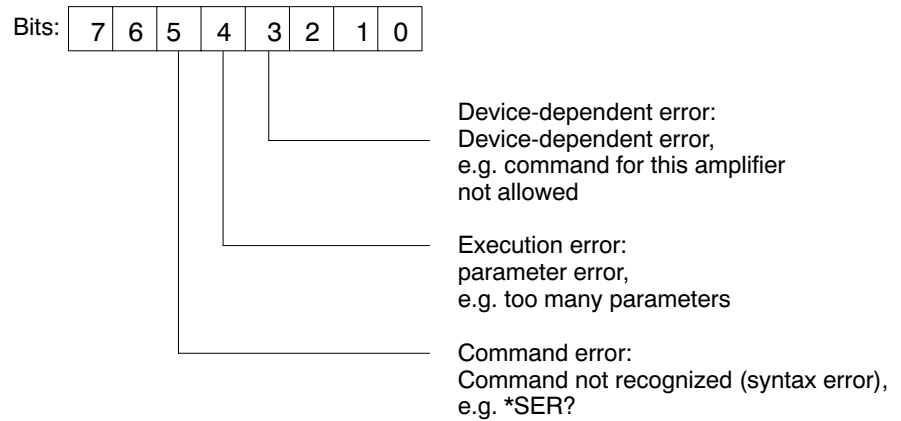 Bits: 7 6 5 4 3 2 1 0
Device-dependent error:
Device-dependent error,
e.g. command for this amplifier
not allowed
Execution error:
parameter error,
e.g. too many parameters
Command error:
Command not recognized (syntax error),
e.g. *SER?